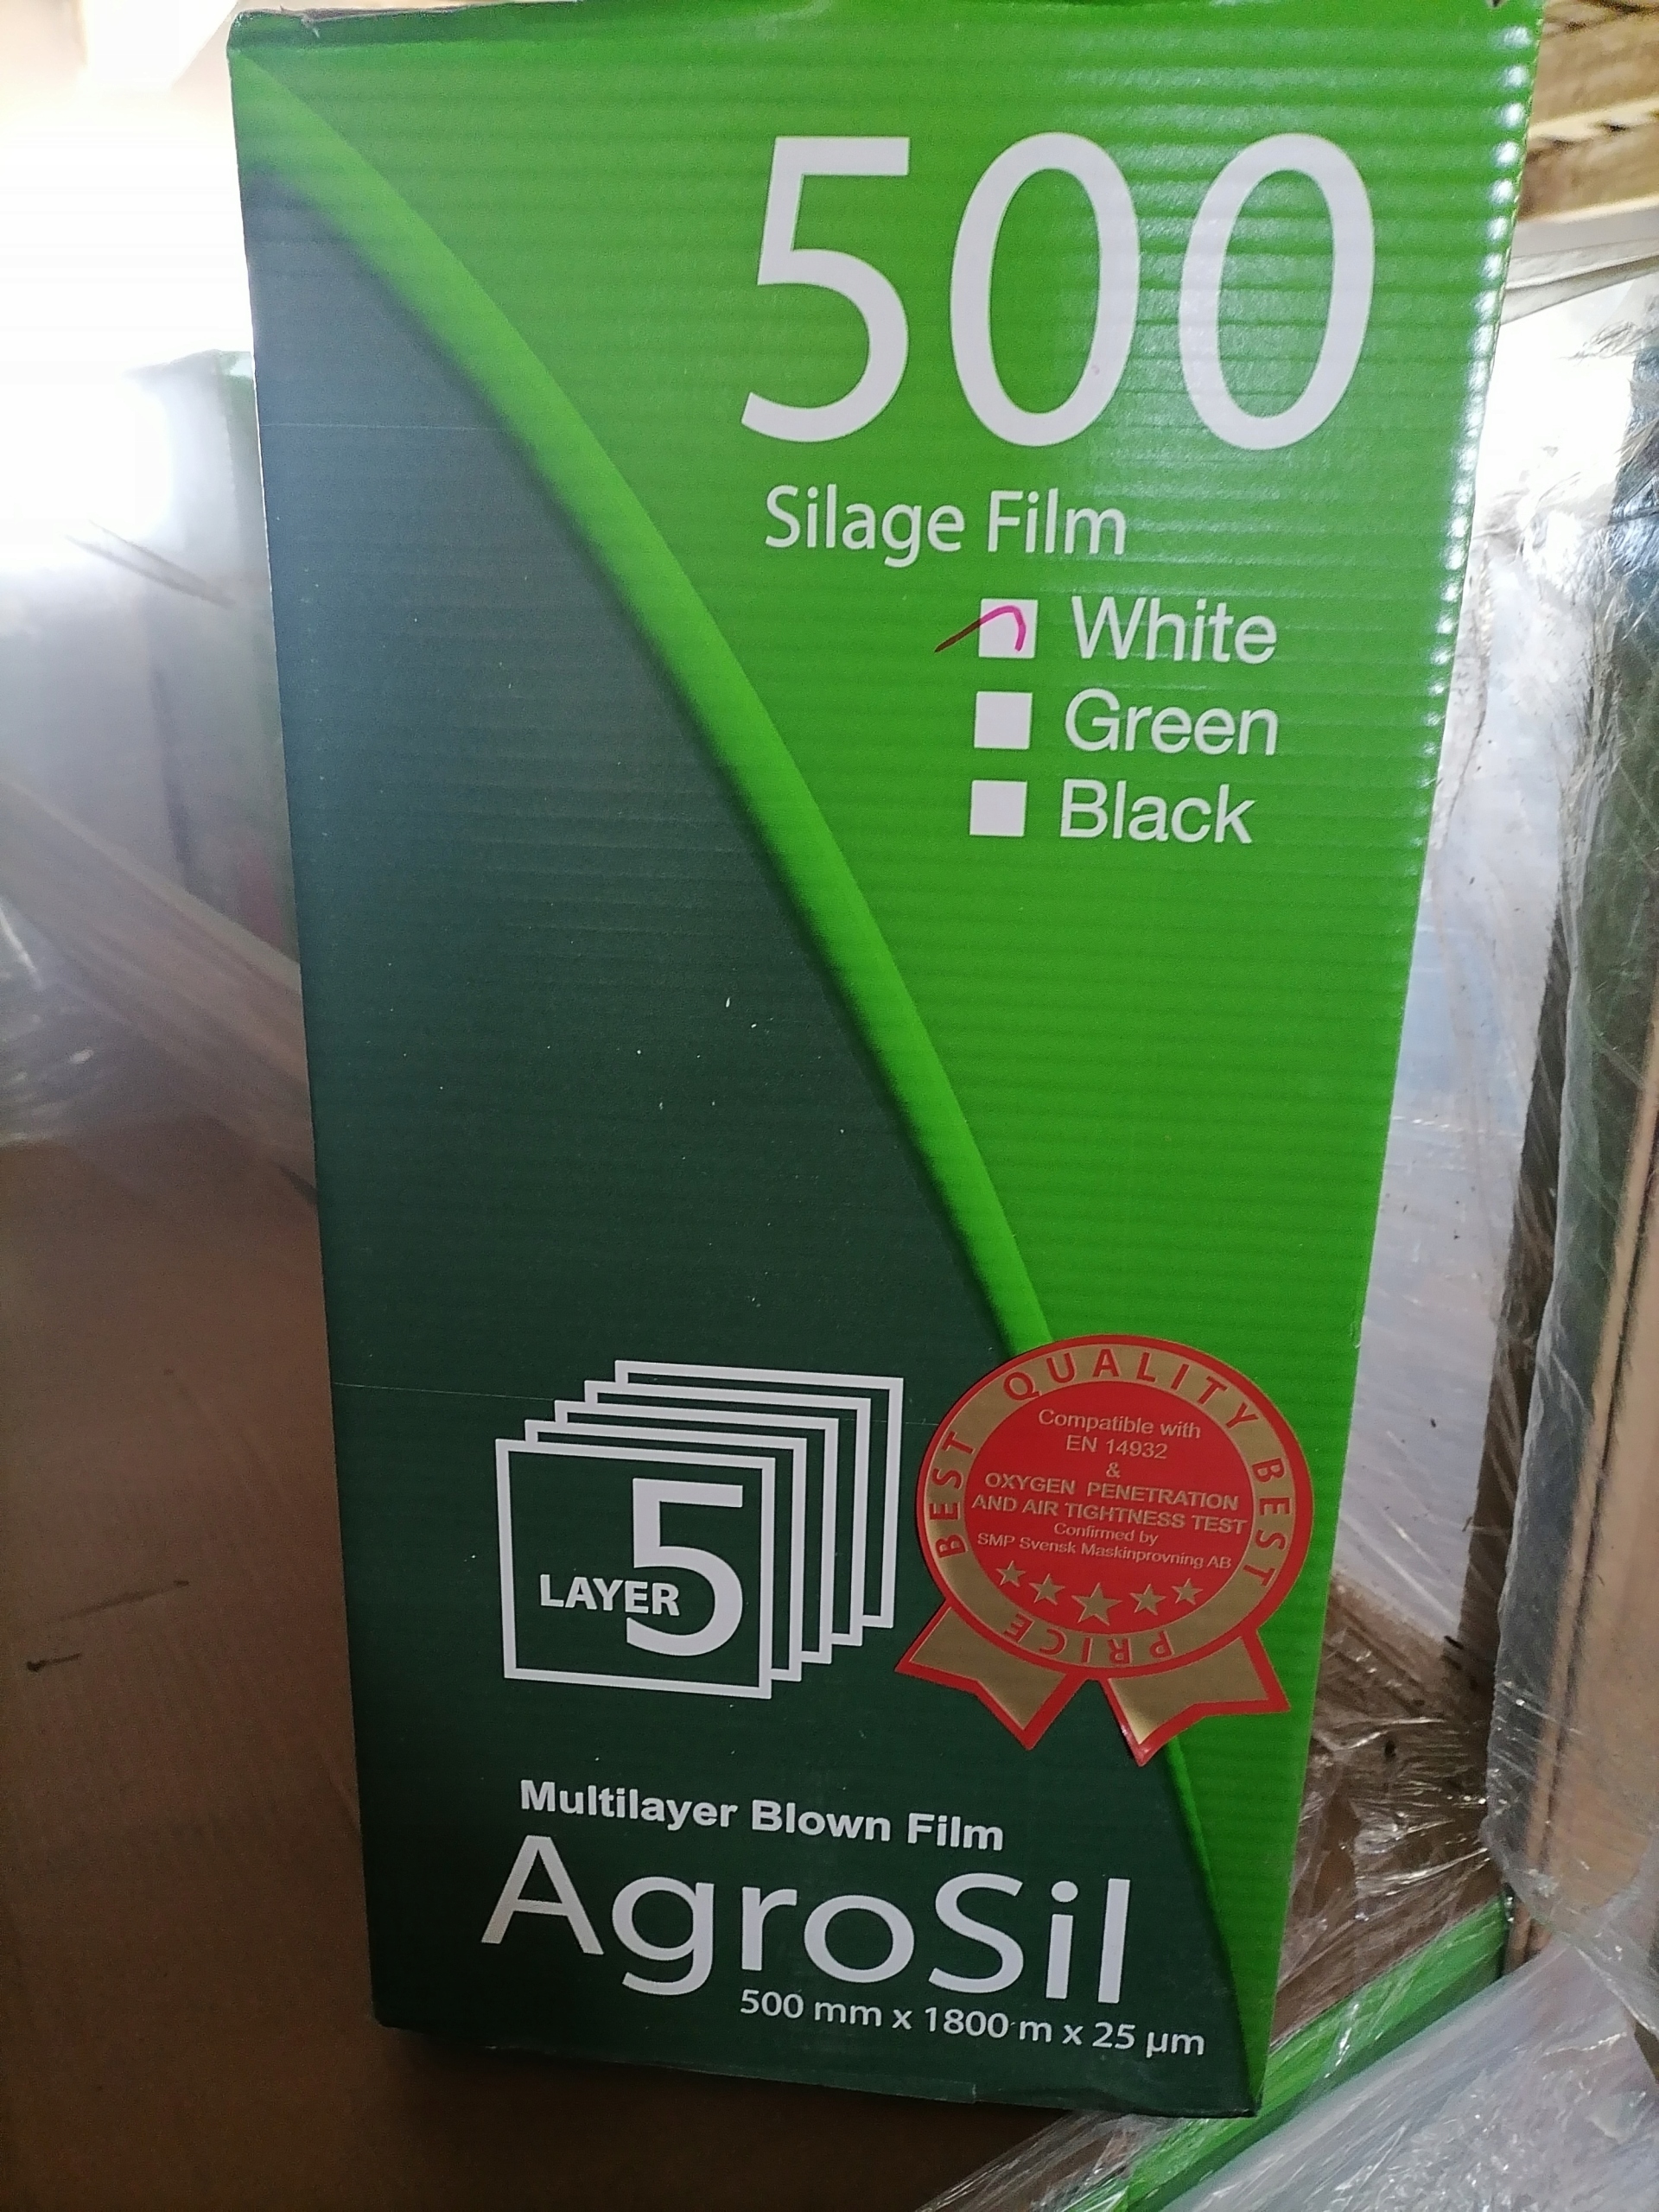 500
Silage Film
White
Green
Black
LAYER 5
BEST QUALITY BEST PRICE
Compatible with
EN 14932
&
OXYGEN PENETRATION
AND AIR TIGHTNESS TEST
Confirmed by
SMP Svensk Maskinprovning AB
Multilayer Blown Film
AgroSil
500 mm x 1800 m x 25 µm